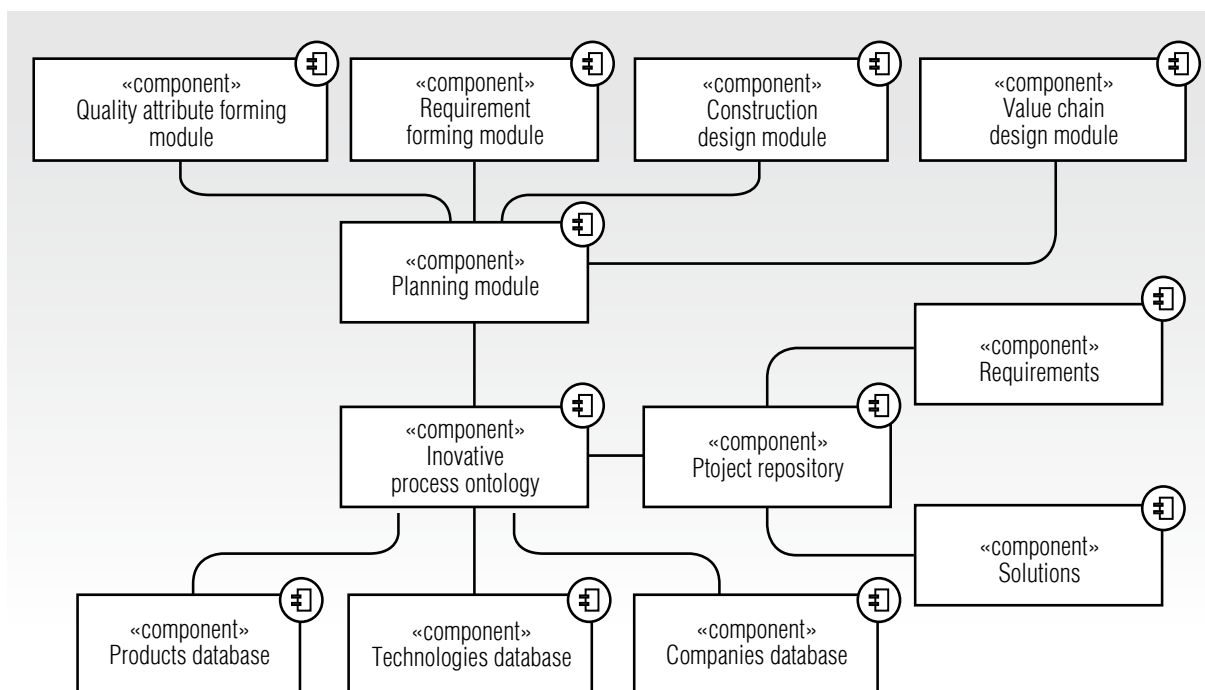 «component»
Quality attribute forming
module
«component»
Requirement
forming module
«component»
Construction
design module
«component»
Value chain
design module
«component»
Planning module
«component»
Requirements
«component»
Inovative
process ontology
«component»
Ptoject repository
«component»
Solutions
«component»
Products database
«component»
Technologies database
«component»
Companies database